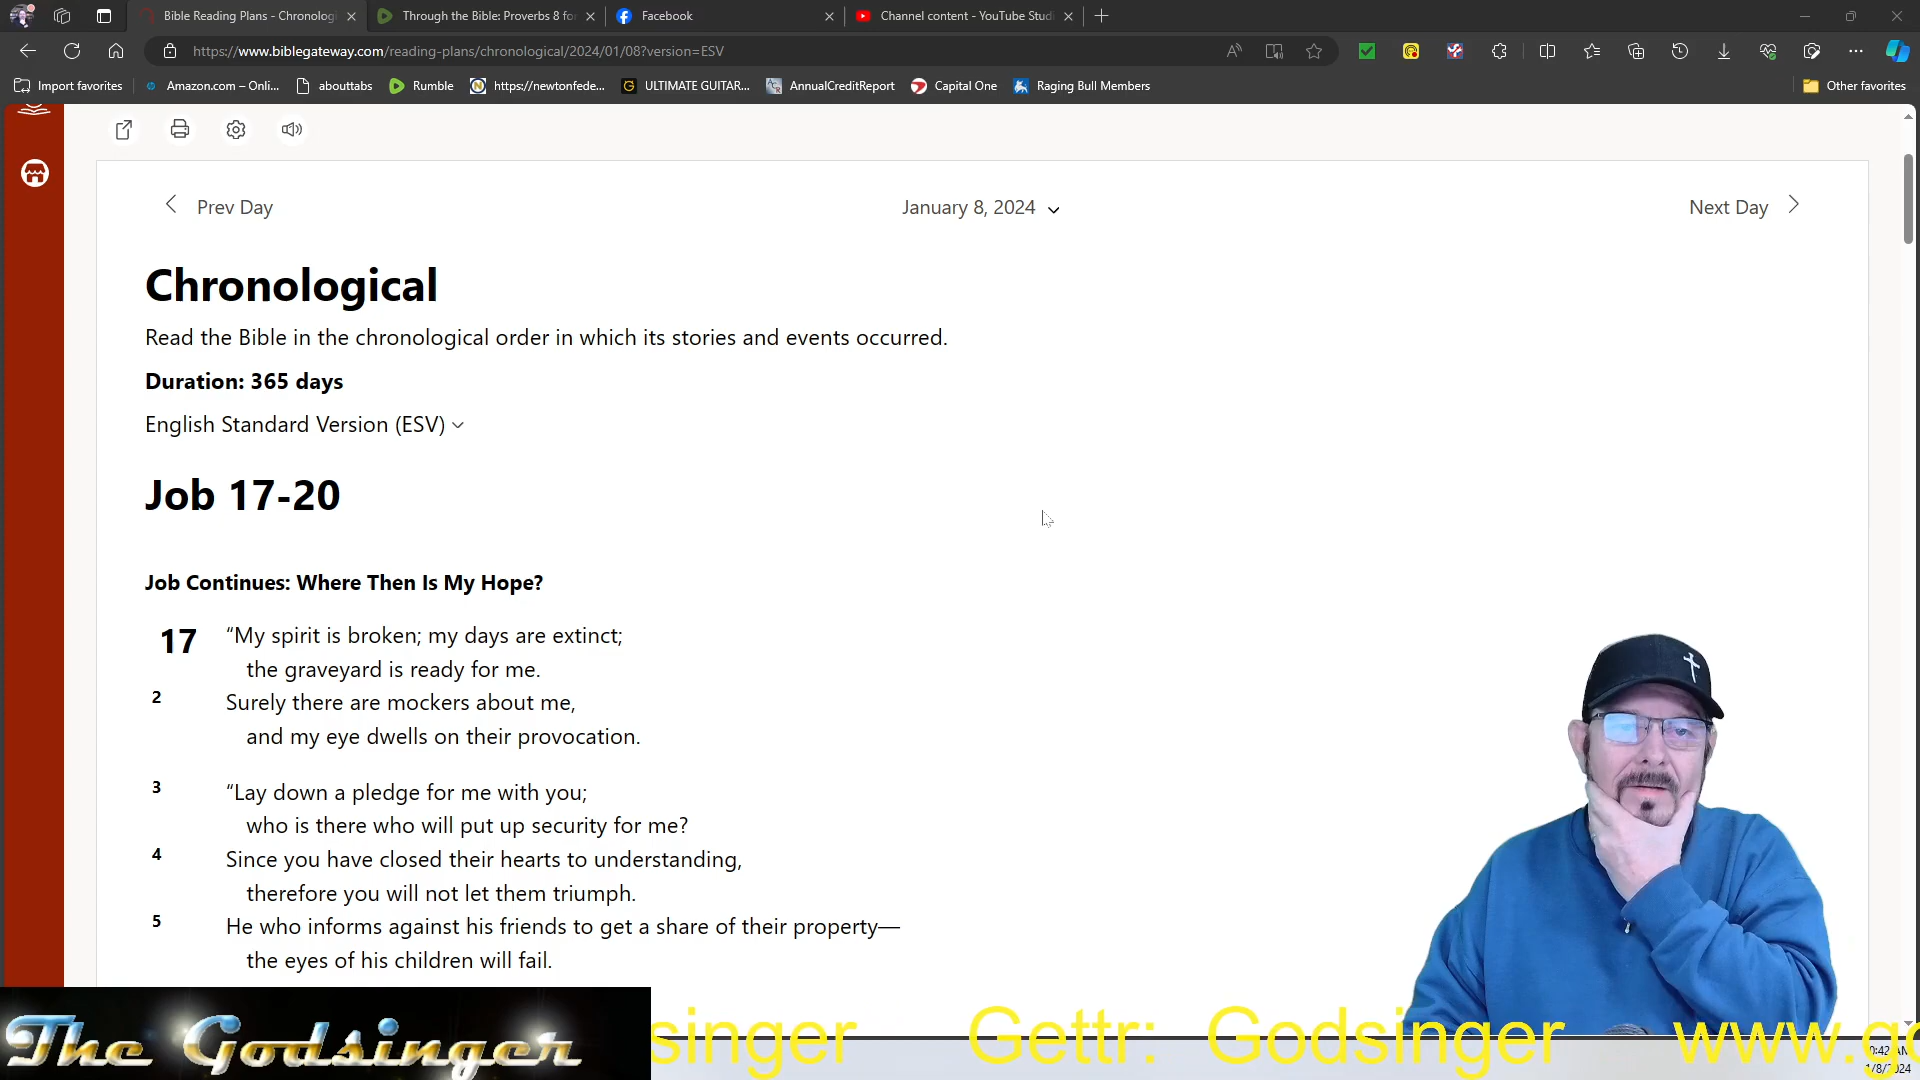 Bible Reading Plans - Chronologi
Through the Bible: Proverbs 8 for
Facebook
Channel content - YouTube Studi
https://www.biblegateway.com/reading-plans/chronological/2024/01/08?version=ESV
Import favorites
Amazon.com – Onli...
abouttabs
Rumble
https://newtonfede...
ULTIMATE GUITAR...
AnnualCreditReport
Capital One
Raging Bull Members
Other favorites
Prev Day
January 8, 2024
Next Day
Chronological
Read the Bible in the chronological order in which its stories and events occurred.
Duration: 365 days
English Standard Version (ESV)
Job 17-20
Job Continues: Where Then Is My Hope?
17 “My spirit is broken; my days are extinct;
the graveyard is ready for me.
2 Surely there are mockers about me,
and my eye dwells on their provocation.
3 “Lay down a pledge for me with you;
who is there who will put up security for me?
4 Since you have closed their hearts to understanding,
therefore you will not let them triumph.
5 He who informs against his friends to get a share of their property—
the eyes of his children will fail.
The Godsinger
singer Gettr: Godsinger www.go
0:42 AM
1/8/2024